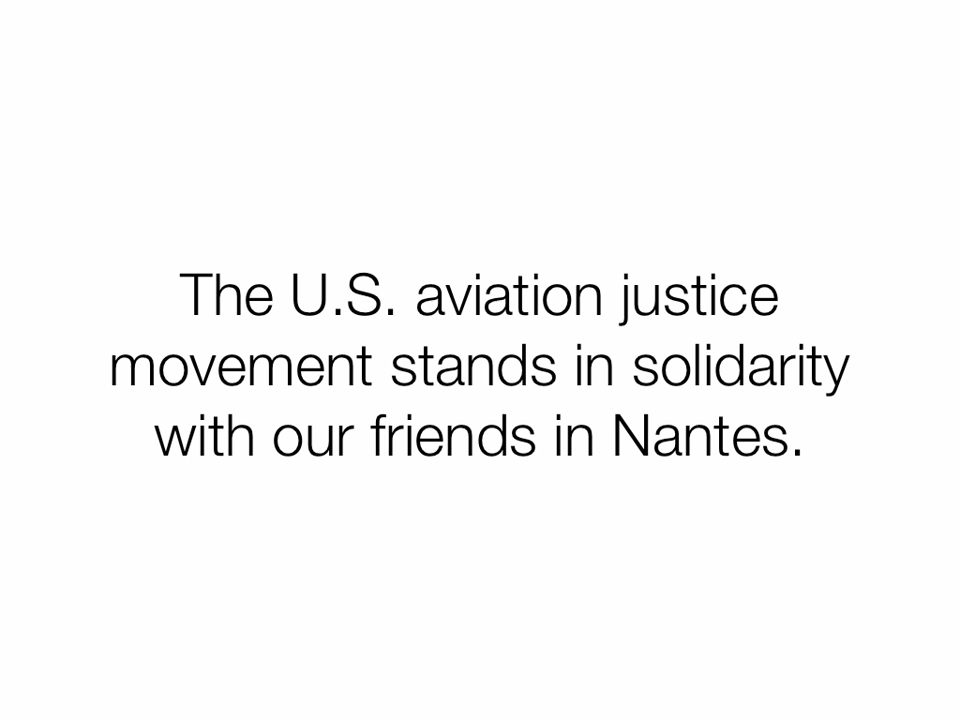 The U.S. aviation justice
movement stands in solidarity
with our friends in Nantes.